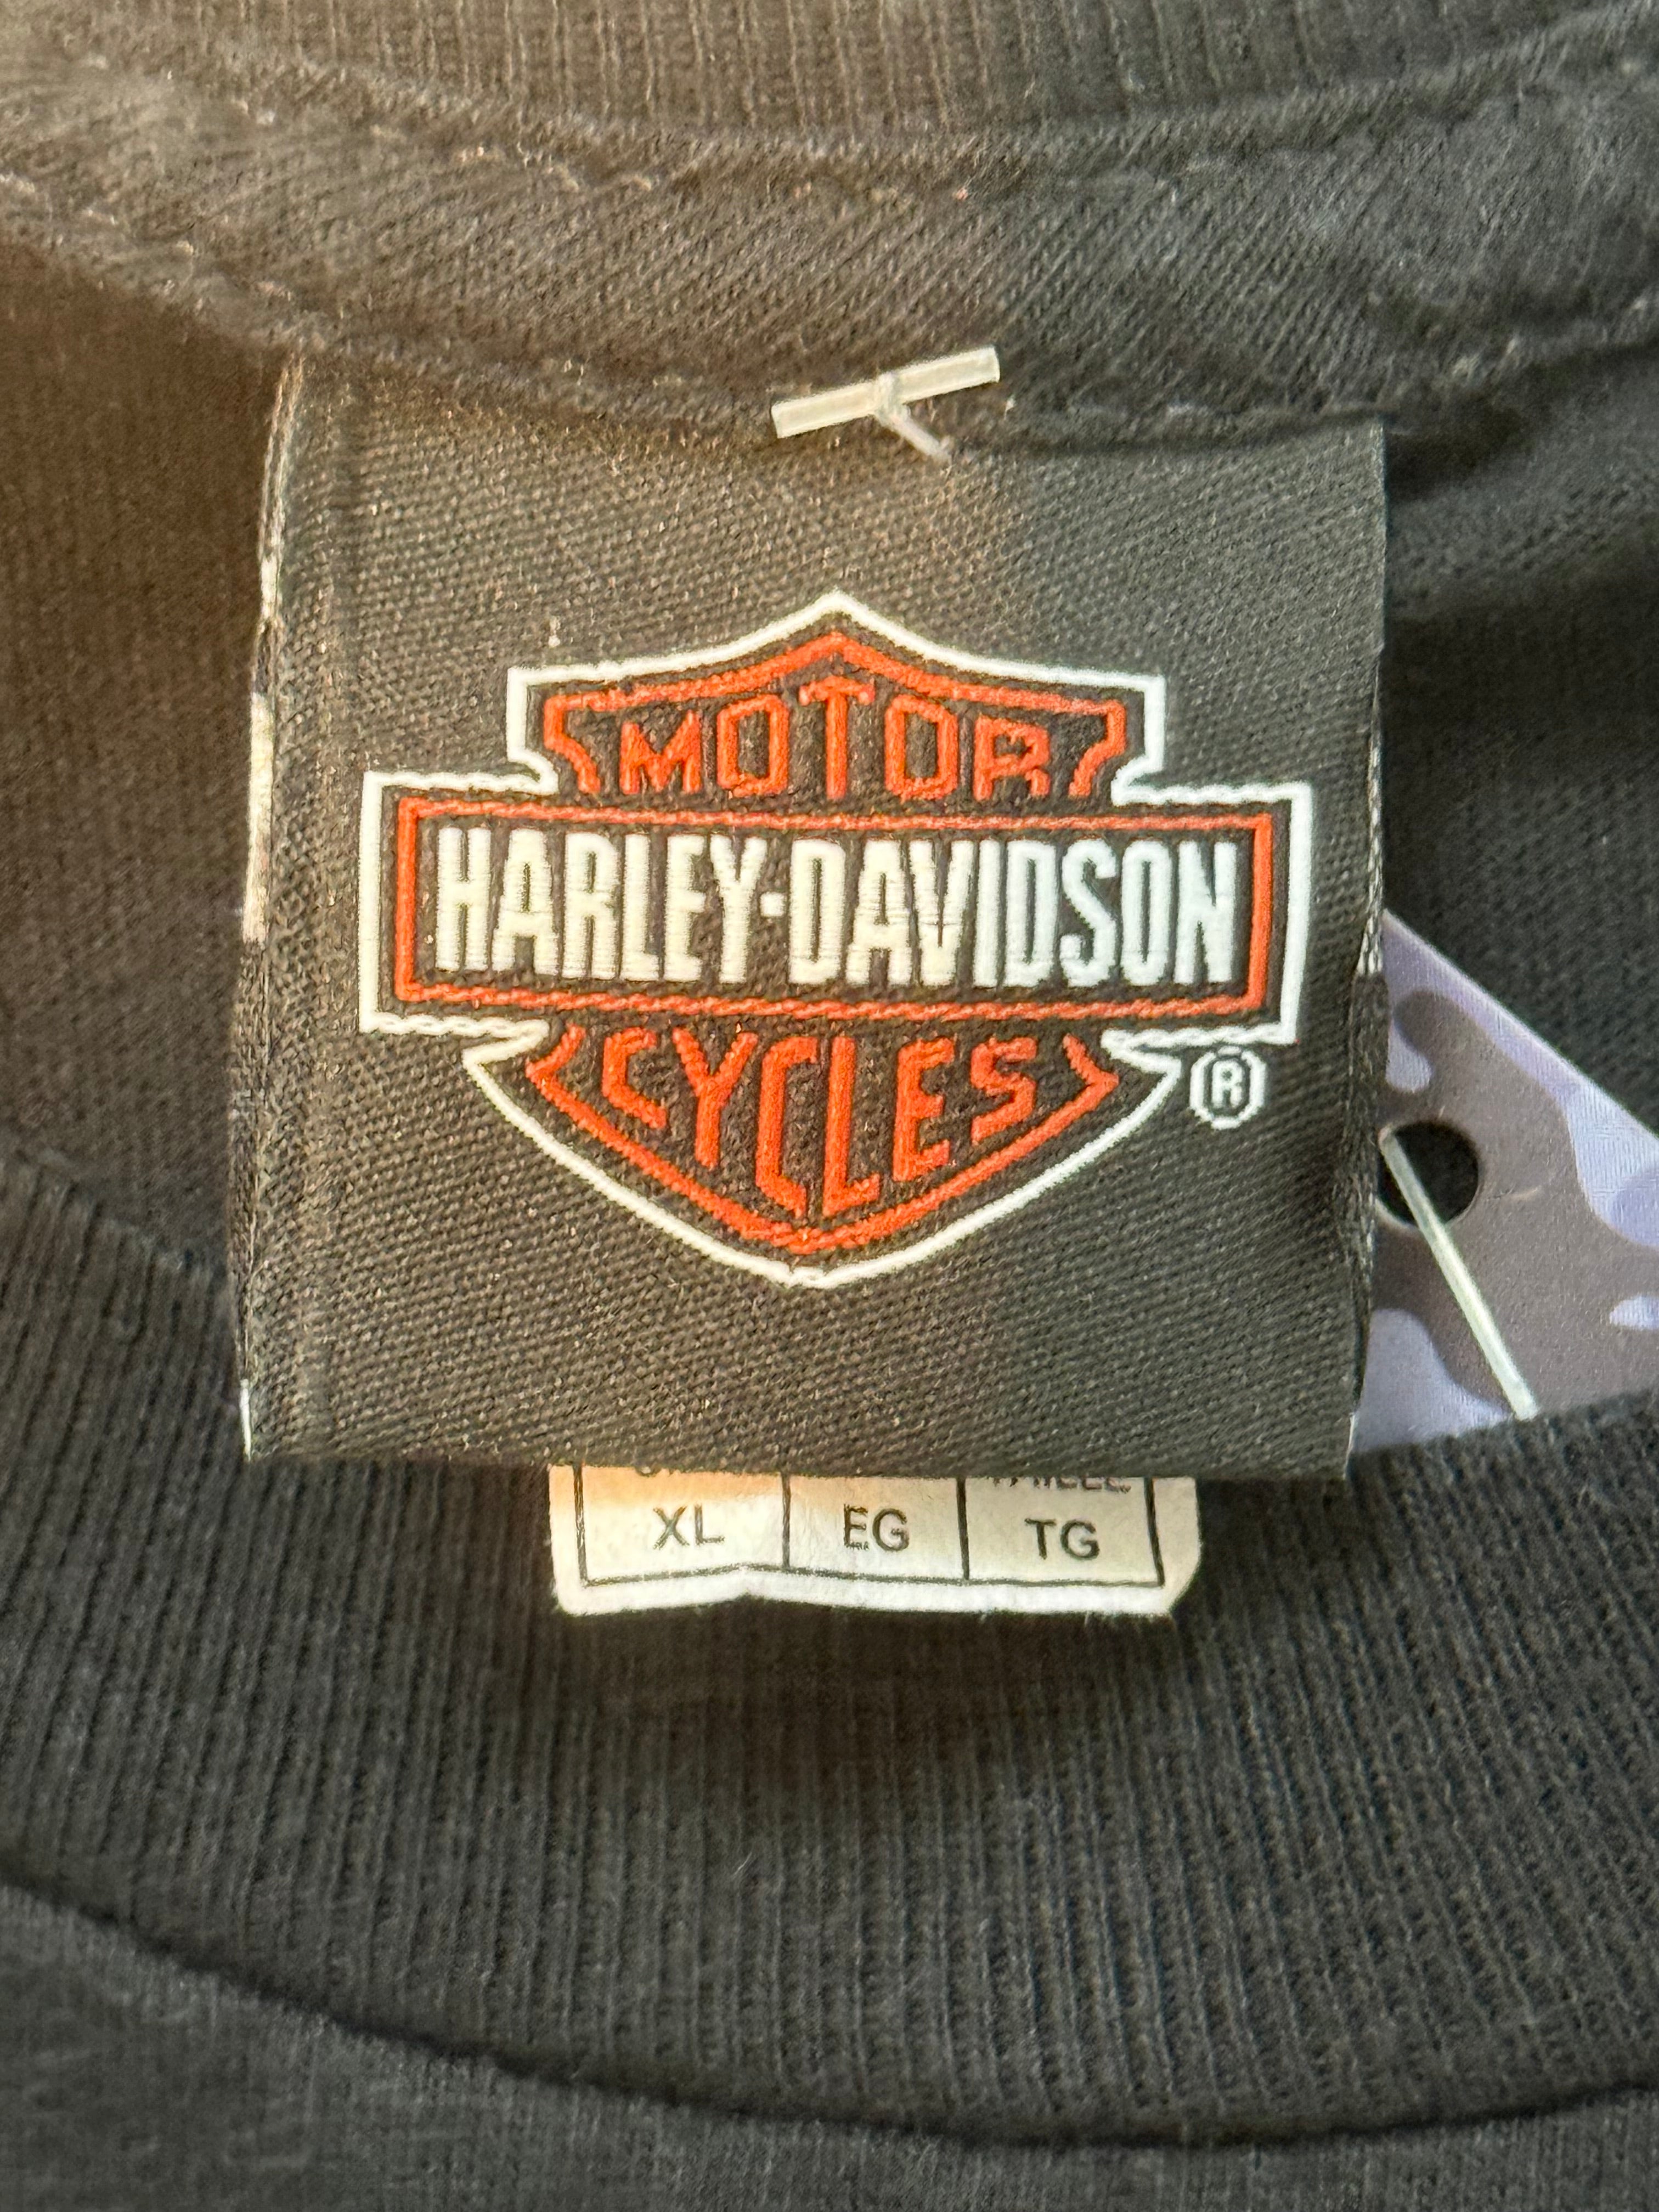 MOTOR
HARLEY-DAVIDSON
CYCLES
®
XL EG TG